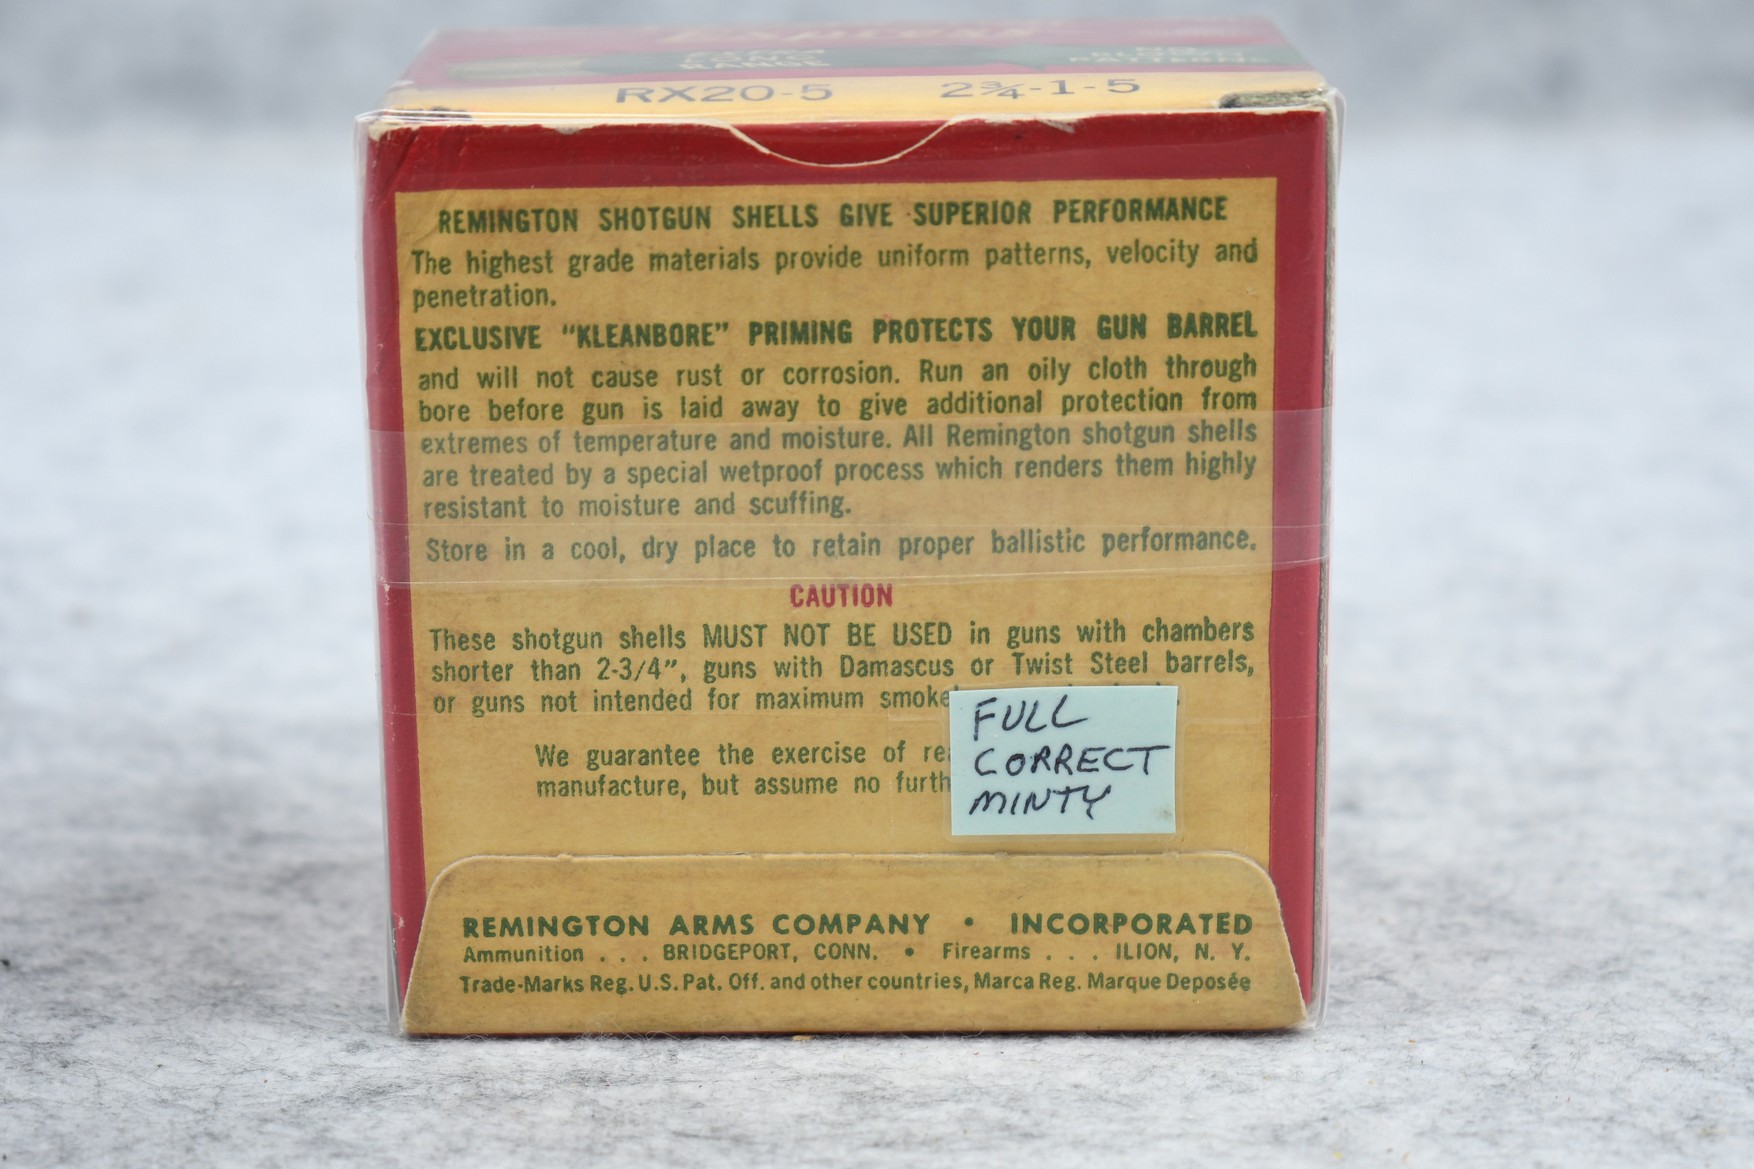 Express
EXTRA LONG RANGE
NO BLOWN PATTERNS
RX20-5 2¾-1-5
REMINGTON SHOTGUN SHELLS GIVE SUPERIOR PERFORMANCE
The highest grade materials provide uniform patterns, velocity and
penetration.
EXCLUSIVE "KLEANBORE" PRIMING PROTECTS YOUR GUN BARREL
and will not cause rust or corrosion. Run an oily cloth through
bore before gun is laid away to give additional protection from
extremes of temperature and moisture. All Remington shotgun shells
are treated by a special wetproof process which renders them highly
resistant to moisture and scuffing.
Store in a cool, dry place to retain proper ballistic performance.
CAUTION
These shotgun shells MUST NOT BE USED in guns with chambers
shorter than 2-3/4", guns with Damascus or Twist Steel barrels,
or guns not intended for maximum
We guarantee the exercise of
manufacture, but assume no
FULL
CORRECT
MINTY
REMINGTON ARMS COMPANY • INCORPORATED
Ammunition . . . BRIDGEPORT, CONN. • Firearms . . . ILION, N. Y.
Trade-Marks Reg. U.S. Pat. Off. and other countries, Marca Reg. Marque Deposée